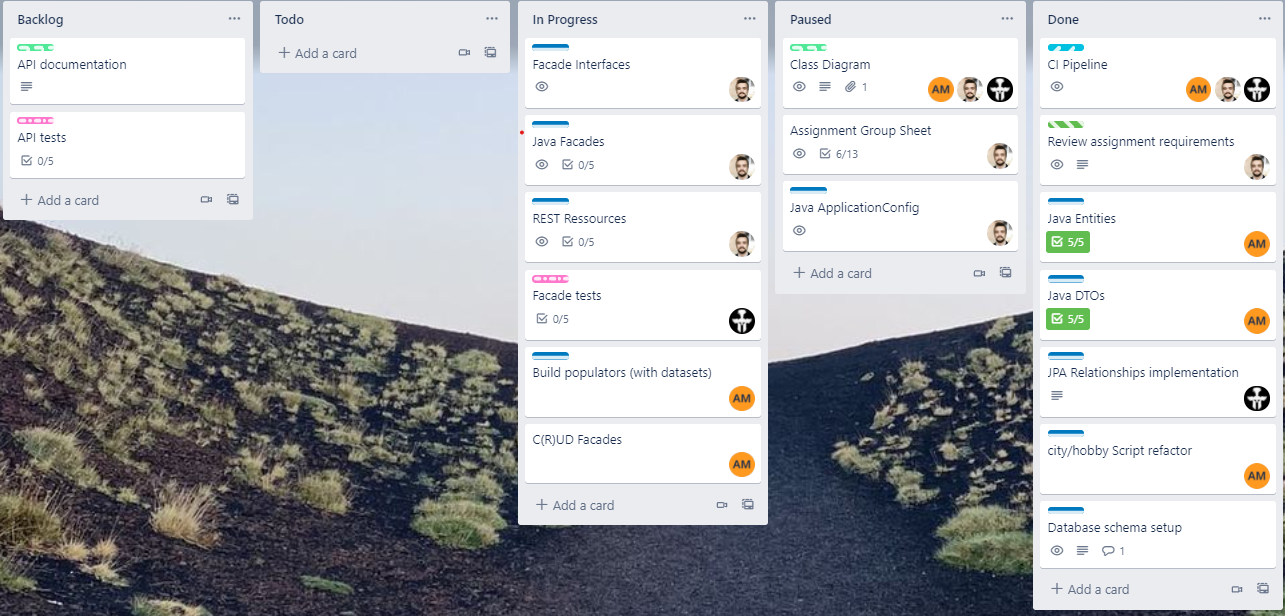 Backlog
API documentation
API tests
0/5
+ Add a card
Todo
+ Add a card
In Progress
Facade Interfaces
Java Facades
0/5
REST Ressources
0/5
Facade tests
0/5
Build populators (with datasets)
AM
C(R)UD Facades
AM
+ Add a card
Paused
Class Diagram
1
AM
Assignment Group Sheet
6/13
Java ApplicationConfig
+ Add a card
Done
CI Pipeline
AM
Review assignment requirements
Java Entities
5/5
AM
Java DTOs
5/5
AM
JPA Relationships implementation
city/hobby Script refactor
AM
Database schema setup
1
+ Add a card